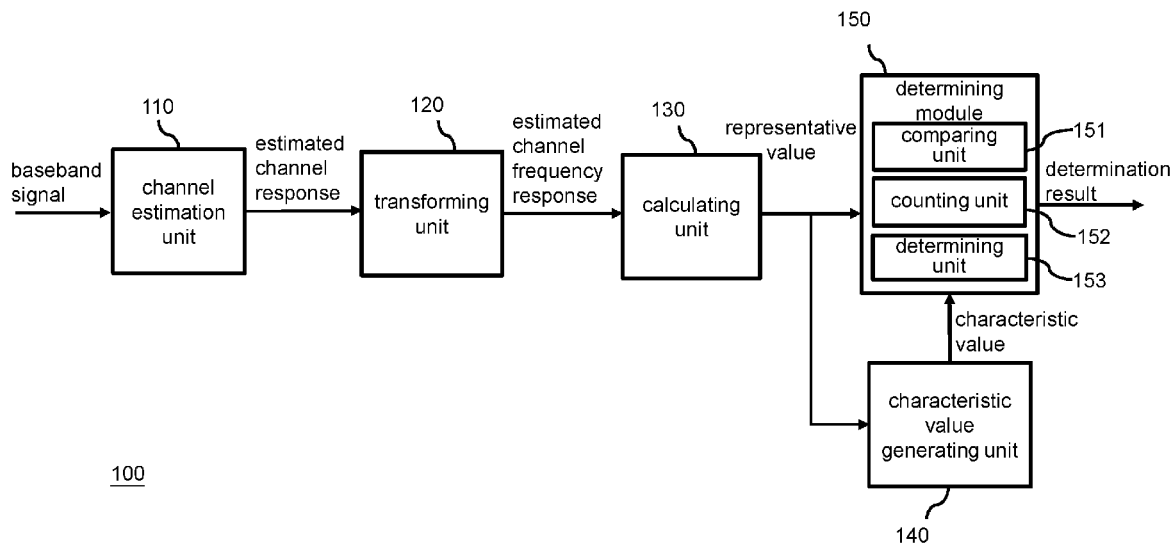 150
110
120
130
determining
module
151
comparing
unit
baseband
signal
channel
estimation
unit
estimated
channel
response
transforming
unit
estimated
channel
frequency
response
calculating
unit
representative
value
counting unit
152
determining
unit
153
determination
result
characteristic
value
characteristic
value
generating unit
140
100